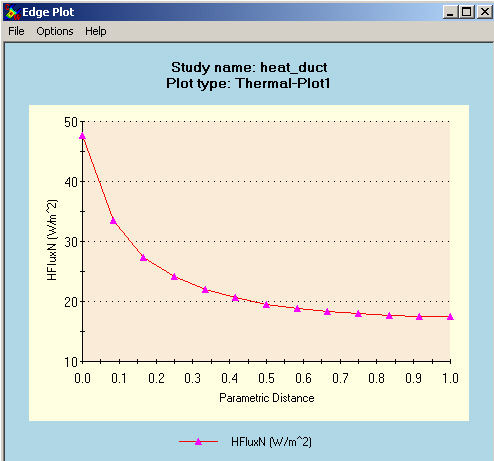 Edge Plot
File Options Help
Study name: heat_duct
Plot type: Thermal-Plot1
50
40
30
20
10
HFluxN (W/m^2)
0.0 0.1 0.2 0.3 0.4 0.5 0.6 0.7 0.8 0.9 1.0
Parametric Distance
HFluxN (W/m^2)